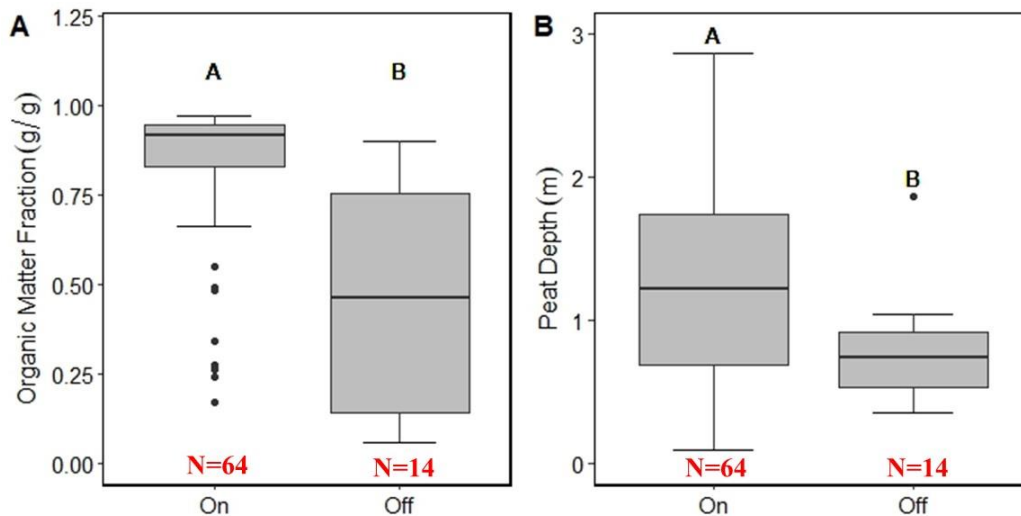 A
Organic Matter Fraction (g/g)
1.25
1.00
0.75
0.50
0.25
0.00
A
B
N=64
N=14
On
Off
B
Peat Depth (m)
3
2
1
0
A
B
N=64
N=14
On
Off